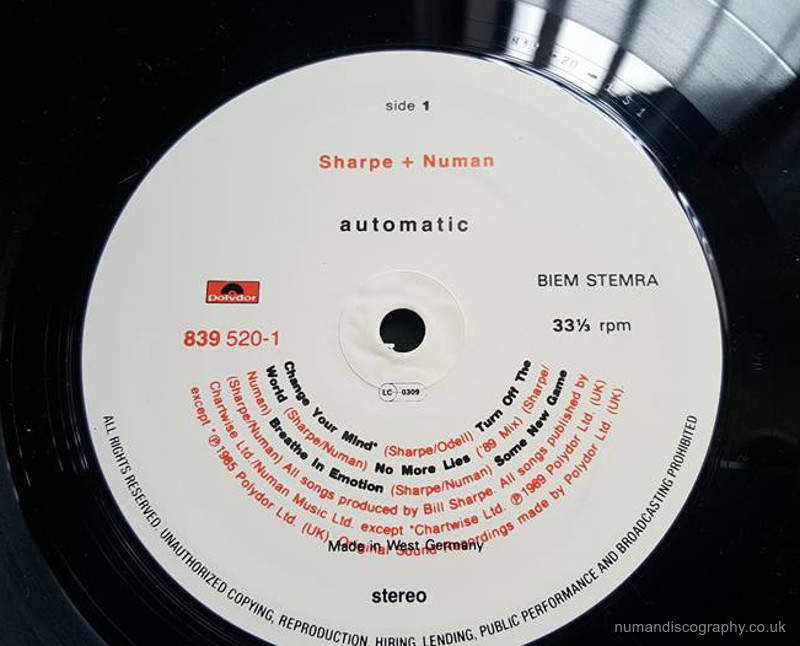 side 1
Sharpe + Numan
automatic
Polydor
BIEM STEMRA
839 520-1
33⅓ rpm
LC 0309
Change Your Mind* (Sharpe/Odell) Turn Off The
World (Sharpe/Numan) No More Lies ('89 Mix) (Sharpe/
Numan) Breathe In Emotion (Sharpe/Numan) Some New Game
(Sharpe/Numan) All songs produced by Bill Sharpe. All songs published by
Chartwise Ltd/Numan Music Ltd. except *Chartwise Ltd. ℗ 1989 Polydor Ltd. (UK)
except * ℗ 1985 Polydor Ltd. (UK). Original Sound Recordings made by Polydor Ltd. (UK).
Made in West Germany
stereo
ALL RIGHTS RESERVED. UNAUTHORIZED COPYING, REPRODUCTION, HIRING, LENDING, PUBLIC PERFORMANCE AND BROADCASTING PROHIBITED
numandiscography.co.uk